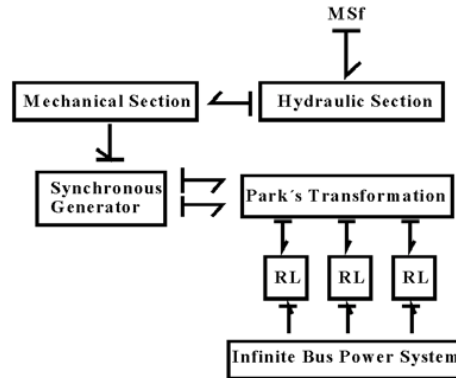 MSf
Mechanical Section
Hydraulic Section
Synchronous
Generator
Park´s Transformation
RL
RL
RL
Infinite Bus Power System